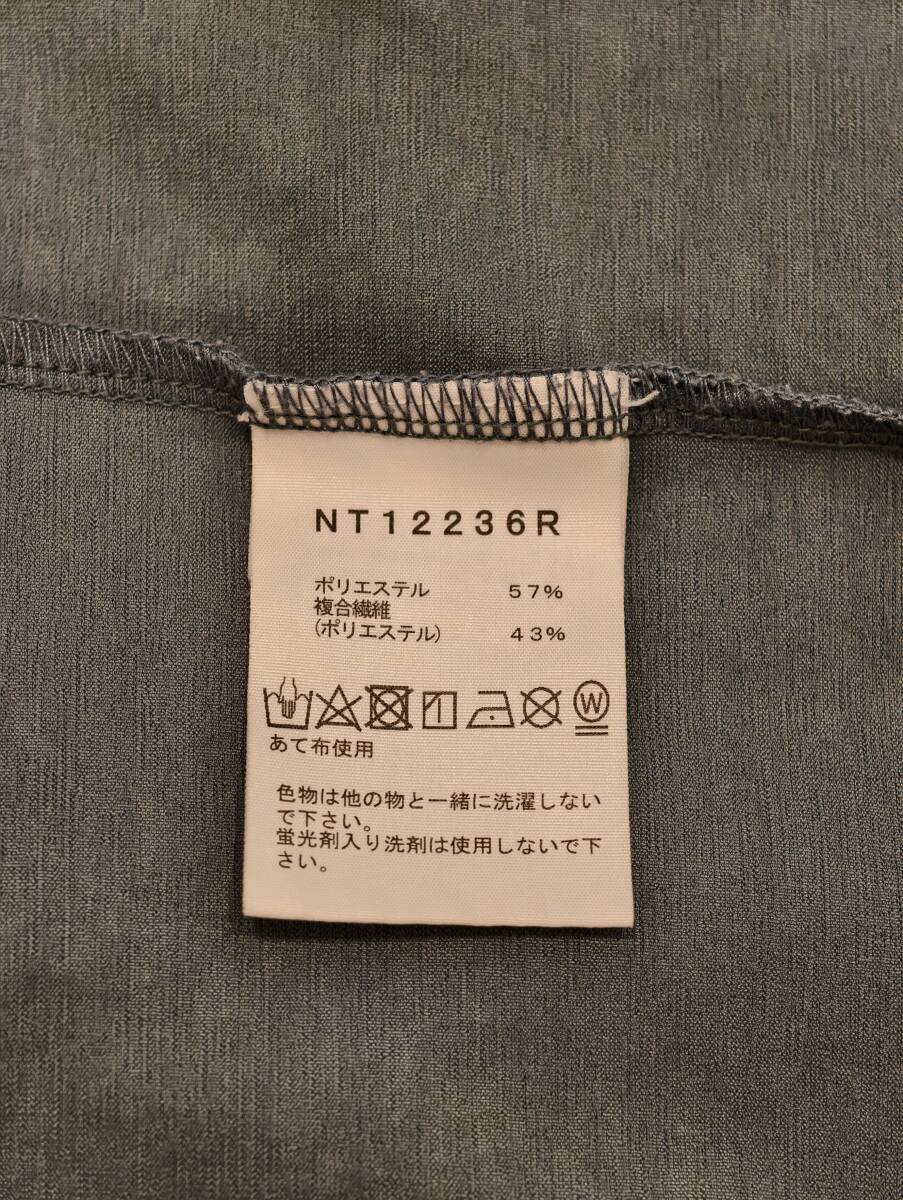 NT12236R
ポリエステル 57%
複合繊維
(ポリエステル) 43%
W
あて布使用
色物は他の物と一緒に洗濯しない
で下さい。
蛍光剤入り洗剤は使用しないで下
さい。